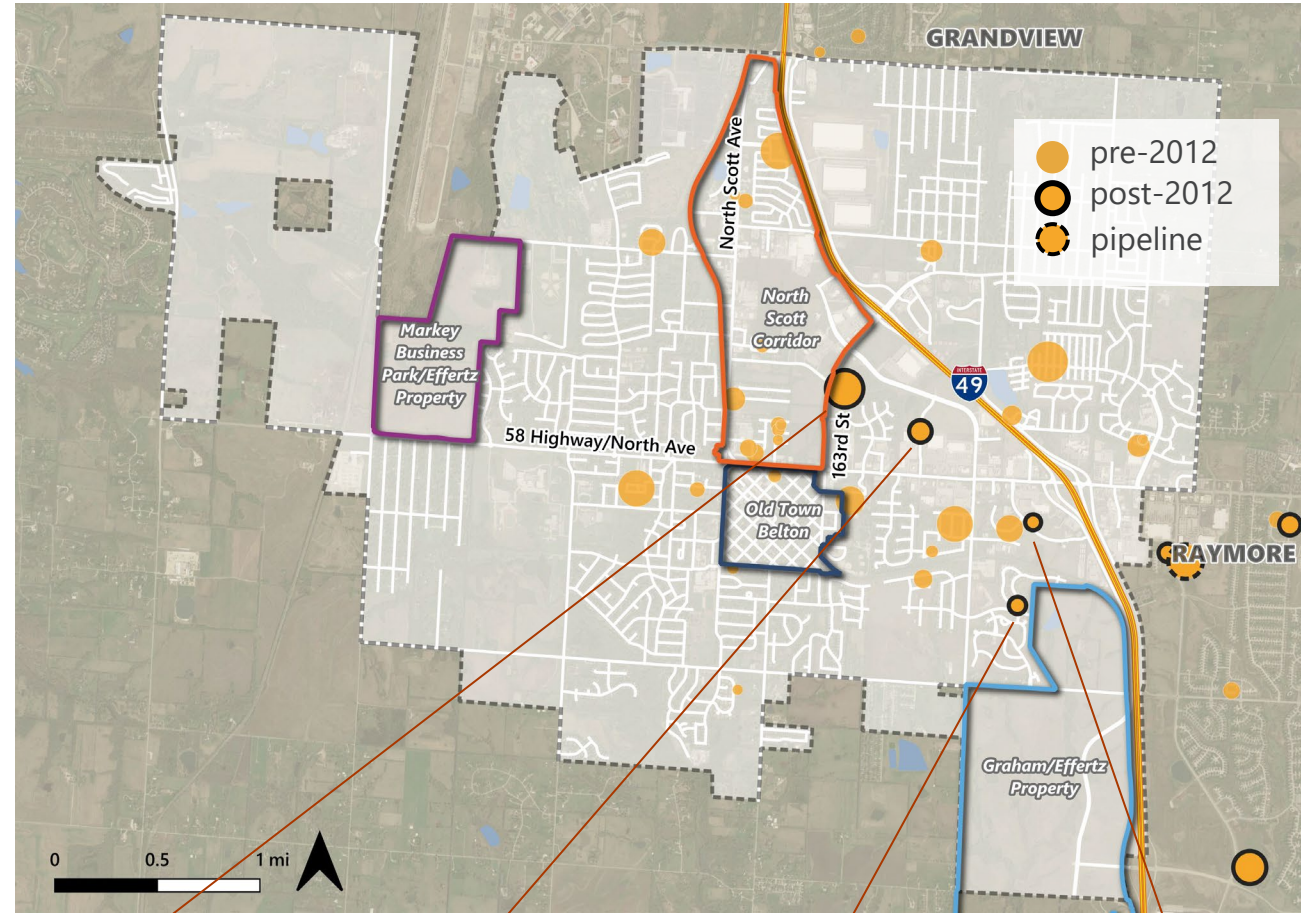 GRANDVIEW
pre-2012
post-2012
pipeline
North Scott Ave
North
Scott
Corridor
Markey
Business
Park/Effertz
Property
INTERSTATE
49
58 Highway/North Ave
163rd St
Old Town
Belton
RAYMORE
Graham/Effertz
Property
0 0.5 1 mi